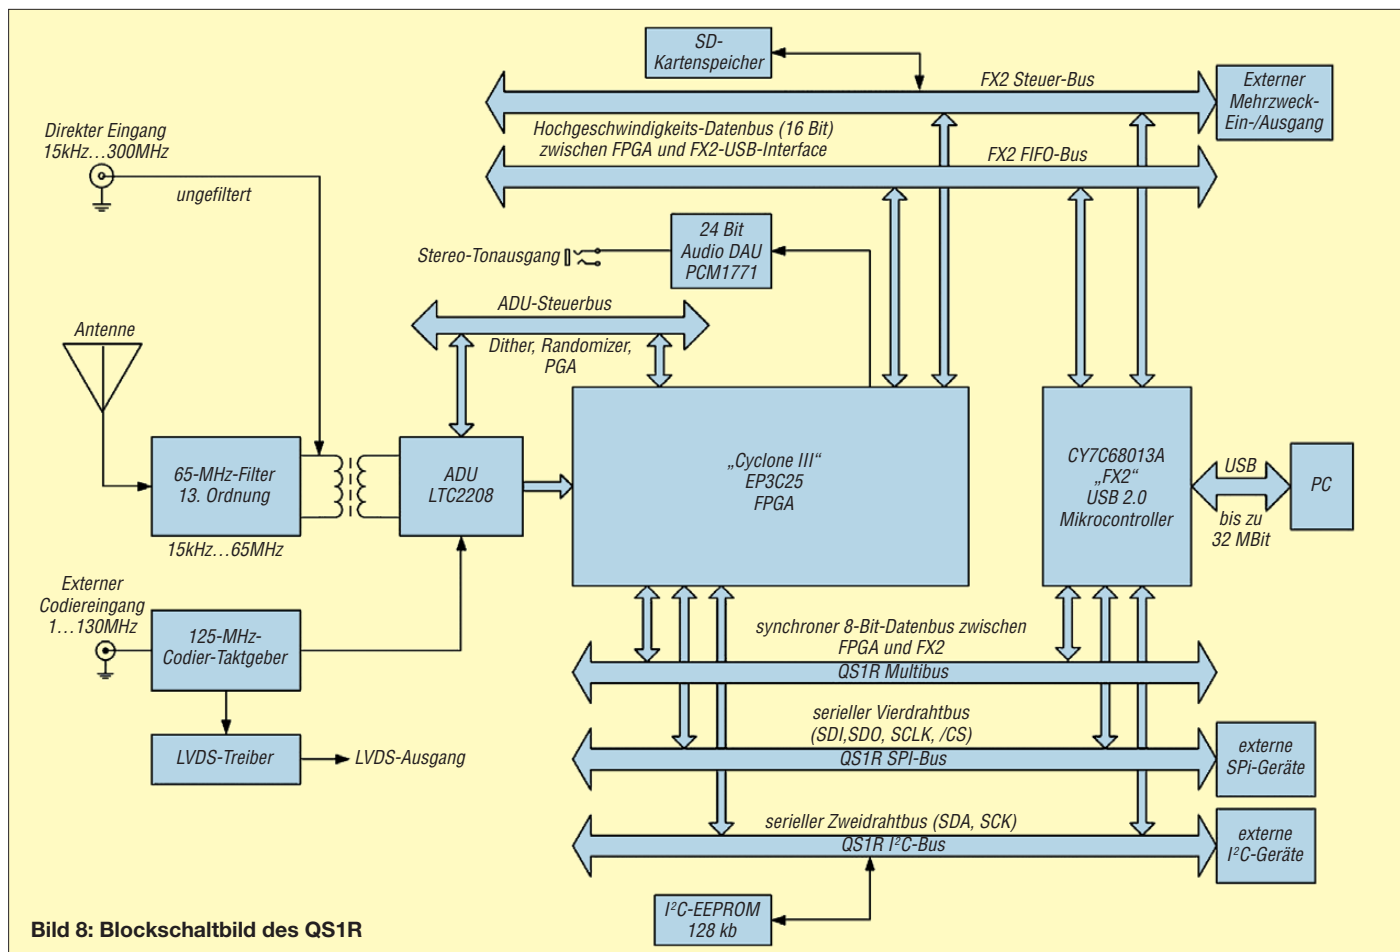 SD-
Kartenspeicher
FX2 Steuer-Bus
Externer
Mehrzweck-
Ein-/Ausgang
Direkter Eingang
15kHz...300MHz
ungefiltert
Hochgeschwindigkeits-Datenbus (16 Bit)
zwischen FPGA und FX2-USB-Interface
FX2 FIFO-Bus
Stereo-Tonausgang
24 Bit
Audio DAU
PCM1771
ADU-Steuerbus
Dither, Randomizer,
PGA
Antenne
65-MHz-Filter
13. Ordnung
15kHz...65MHz
ADU
LTC2208
„Cyclone III“
EP3C25
FPGA
CY7C68013A
„FX2“
USB 2.0
Mikrocontroller
USB
bis zu
32 MBit
PC
Externer
Codiereingang
1...130MHz
125-MHz-
Codier-Taktgeber
LVDS-Treiber
LVDS-Ausgang
synchroner 8-Bit-Datenbus zwischen
FPGA und FX2
QS1R Multibus
serieller Vierdrahtbus
(SDI,SDO, SCLK, /CS)
QS1R SPI-Bus
externe
SPi-Geräte
serieller Zweidrahtbus (SDA, SCK)
QS1R I²C-Bus
externe
I²C-Geräte
I²C-EEPROM
128 kb
Bild 8: Blockschaltbild des QS1R